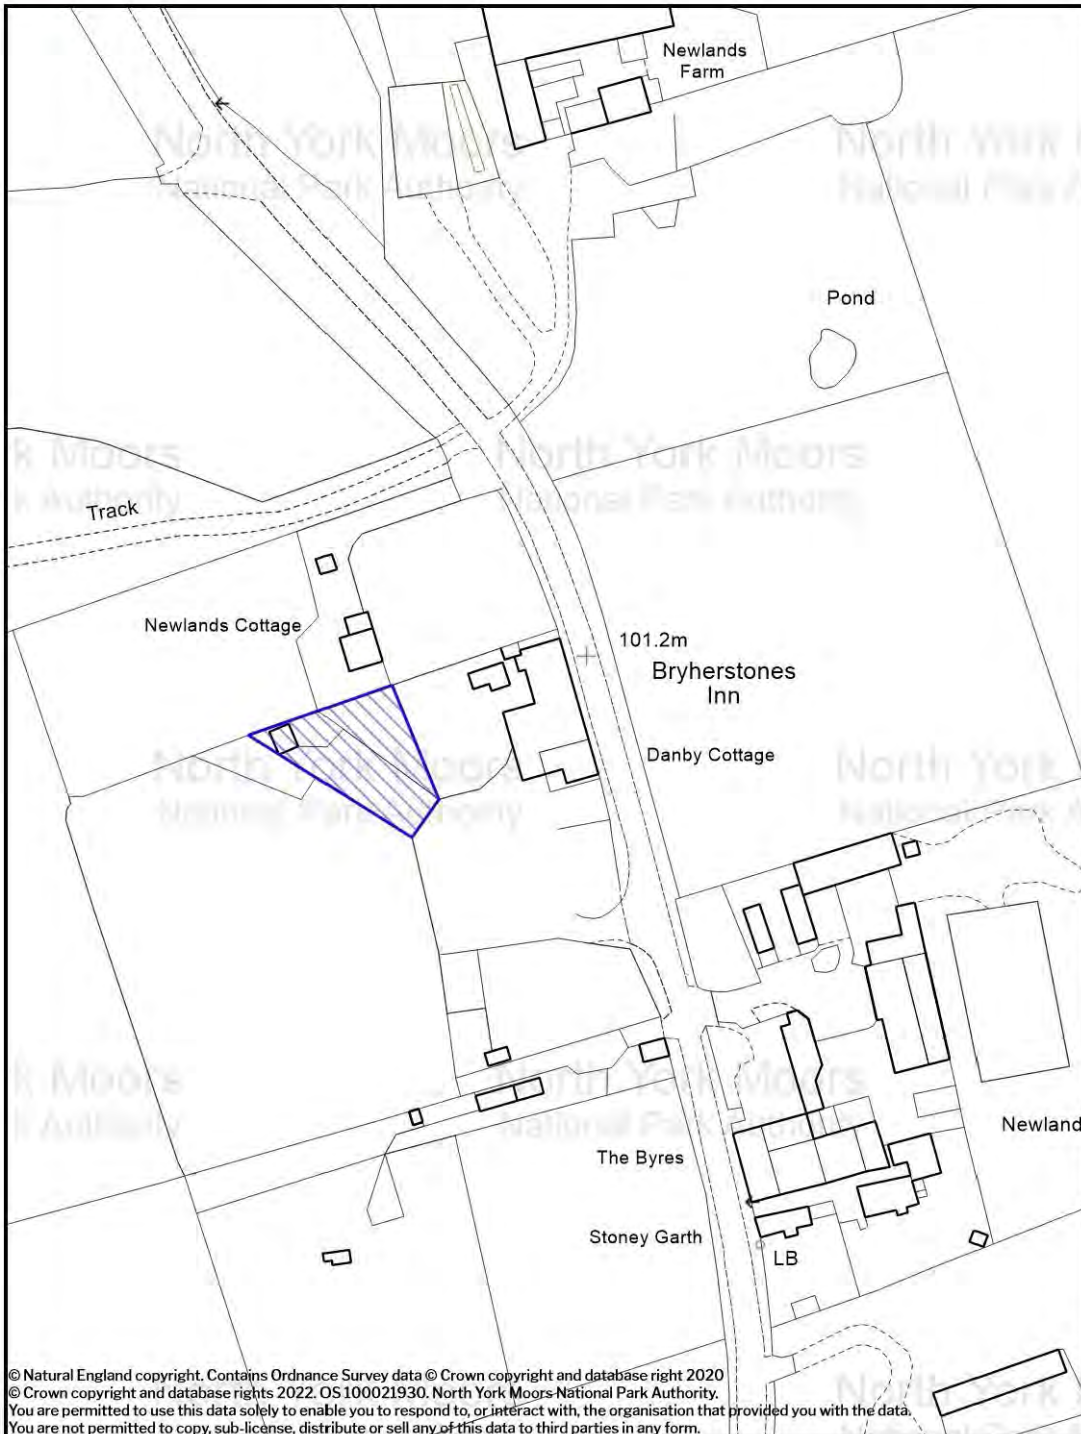 Newlands
Farm
North York Moors
National Park Authority
North York
National Park A
Pond
k Moors
k Authority
North York Moors
National Park Authority
Track
Newlands Cottage
101.2m
Bryherstones
Inn
Danby Cottage
North York Moors
National Park Authority
North York
National Park A
k Moors
k Authority
North York Moors
National Park Authority
Newland
The Byres
Stoney Garth
LB
© Natural England copyright. Contains Ordnance Survey data © Crown copyright and database right 2020
© Crown copyright and database rights 2022. OS 100021930. North York Moors National Park Authority.
You are permitted to use this data solely to enable you to respond to, or interact with, the organisation that provided you with the data.
You are not permitted to copy, sub-license, distribute or sell any of this data to third parties in any form.
North York